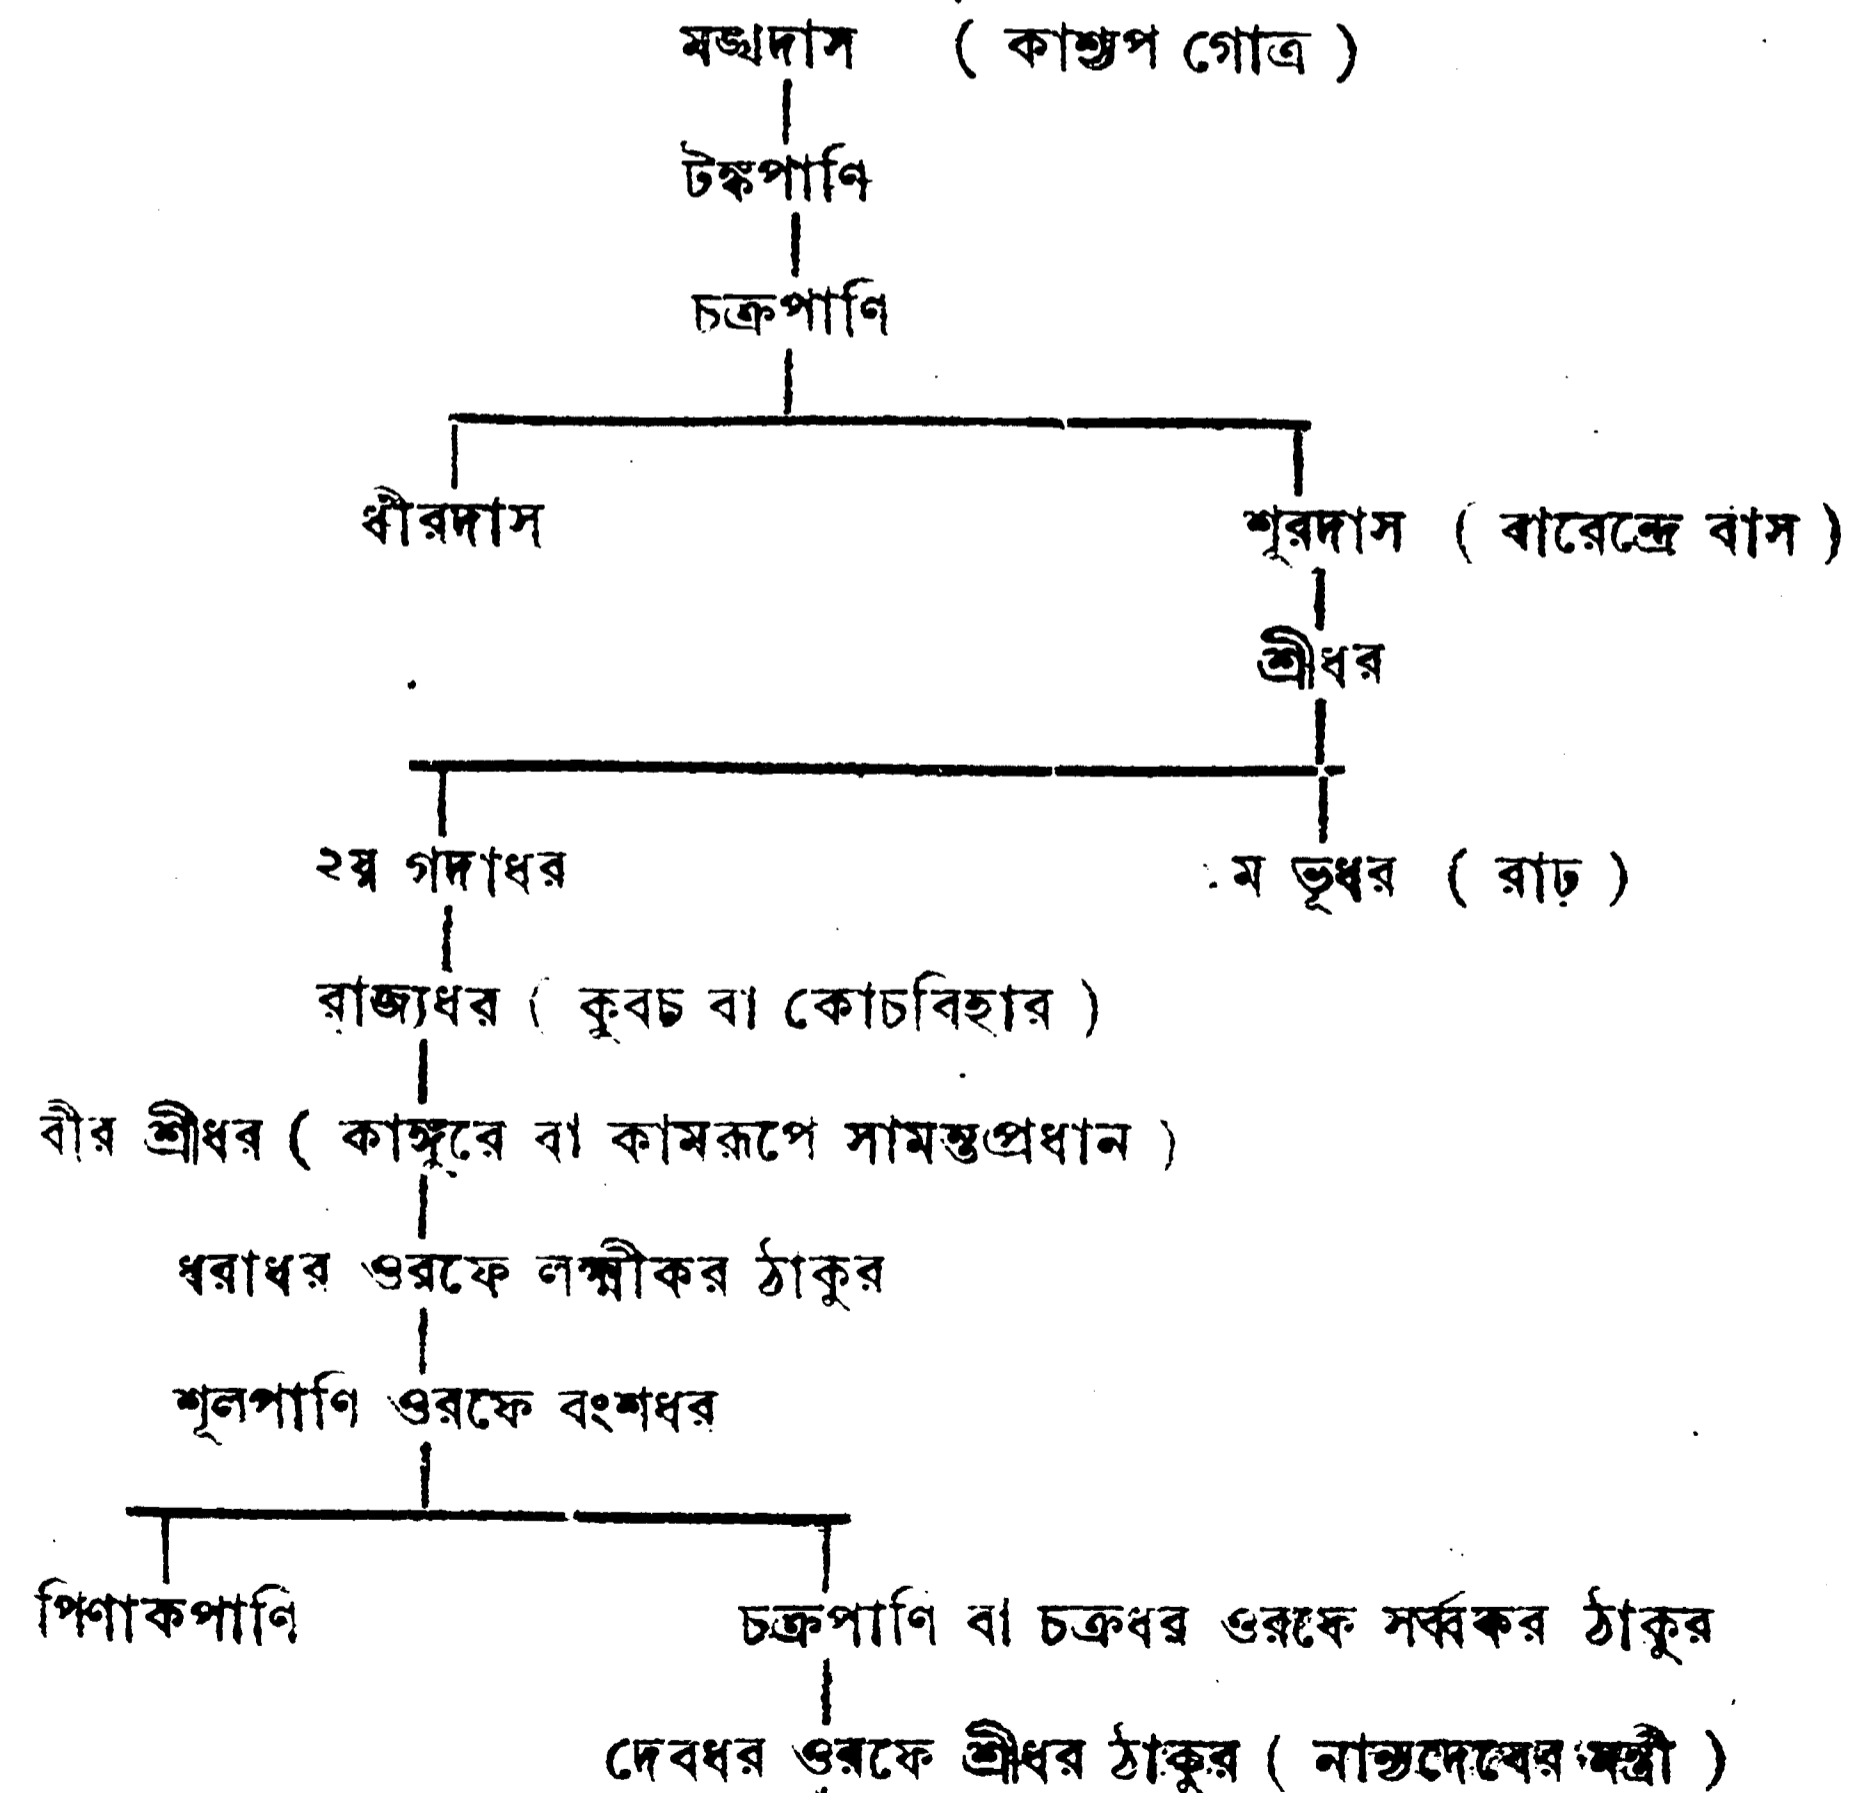 মঙ্খদাস ( কাশ্যপ গোত্র )
টঙ্কপাণি
চক্রপাণি
ধীরদাস শূরদাস ( বারেন্দ্রে বাস )
শ্রীধর
২য় গদাধর ম ভূধর ( রাঢ় )
রাজ্যধর ( কুবচ বা কোচবিহার )
বীর শ্রীধর ( কাঙ্গুরে বা কামরূপে সামন্তপ্রধান )
ধরাধর ওরফে লক্ষ্মীকর ঠাকুর
শূলপাণি ওরফে বংশধর
পিণাকপাণি চক্রপাণি বা চক্রধর ওরফে সর্ব্বকর ঠাকুর
দেবধর ওরফে শ্রীধর ঠাকুর ( নান্যদেবের মন্ত্রী )